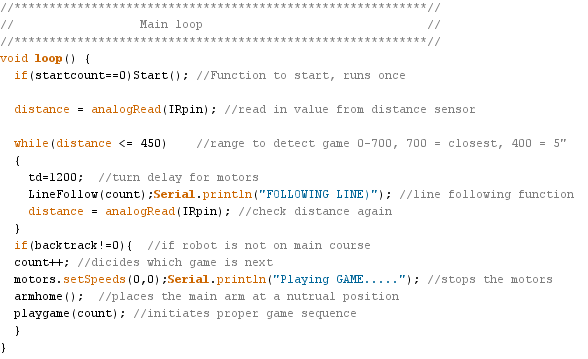 //***********************************************************//
//                  Main loop                                //
//***********************************************************//
void loop() {
  if(startcount==0)Start(); //Function to start, runs once

  distance = analogRead(IRpin); //read in value from distance sensor

  while(distance <= 450)    //range to detect game 0-700, 700 = closest, 400 = 5"
  {
    td=1200;  //turn delay for motors
    LineFollow(count);Serial.println("FOLLOWING LINE)"); //line following function
    distance = analogRead(IRpin); //check distance again
  }
  if(backtrack!=0){  //if robot is not on main course
  count++; //dicides which game is next
  motors.setSpeeds(0,0);Serial.println("Playing GAME....."); //stops the motors
  armhome();  //places the main arm at a nutrual position
  playgame(count); //initiates proper game sequence
  }
}